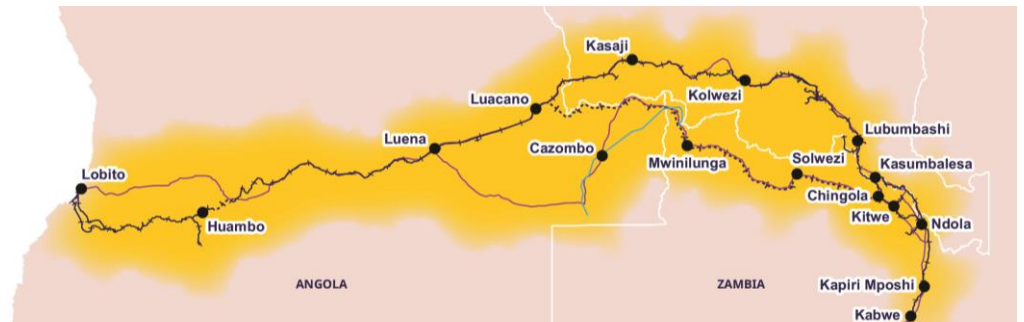 Kasaji
Kolwezi
Luacano
Luena
Cazombo
Lubumbashi
Mwinilunga
Solwezi
Kasumbalesa
Lobito
Chingola
Kitwe
Huambo
Ndola
ANGOLA
ZAMBIA
Kapiri Mposhi
Kabwe